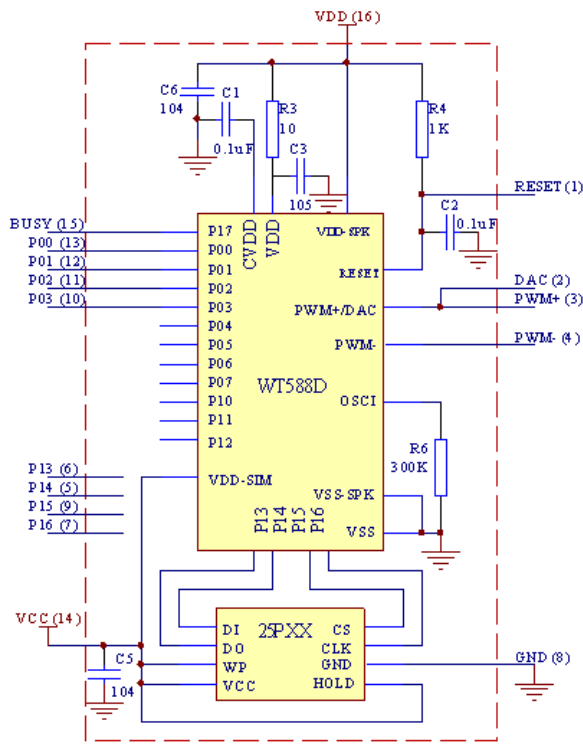 VDD (16)
C6
104
C1
0.1uF
R3
10
C3
105
R4
1K
RESET (1)
C2
0.1uF
BUSY (15)
P00 (13)
P01 (12)
P02 (11)
P03 (10)
P17
P00
P01
P02
P03
P04
P05
P06
P07
P10
P11
P12
CVDD
VDD
VDD-SPK
RESET
PWM+/DAC
PWM-
WT588D
OSCI
VDD-SIM
VSS-SPK
VSS
P13
P14
P15
P16
DAC (2)
PWM+ (3)
PWM- (4)
R6
300K
P13 (6)
P14 (5)
P15 (9)
P16 (7)
VCC (14)
C5
104
25PXX
DI
DO
WP
VCC
CS
CLK
GND
HOLD
GND (8)